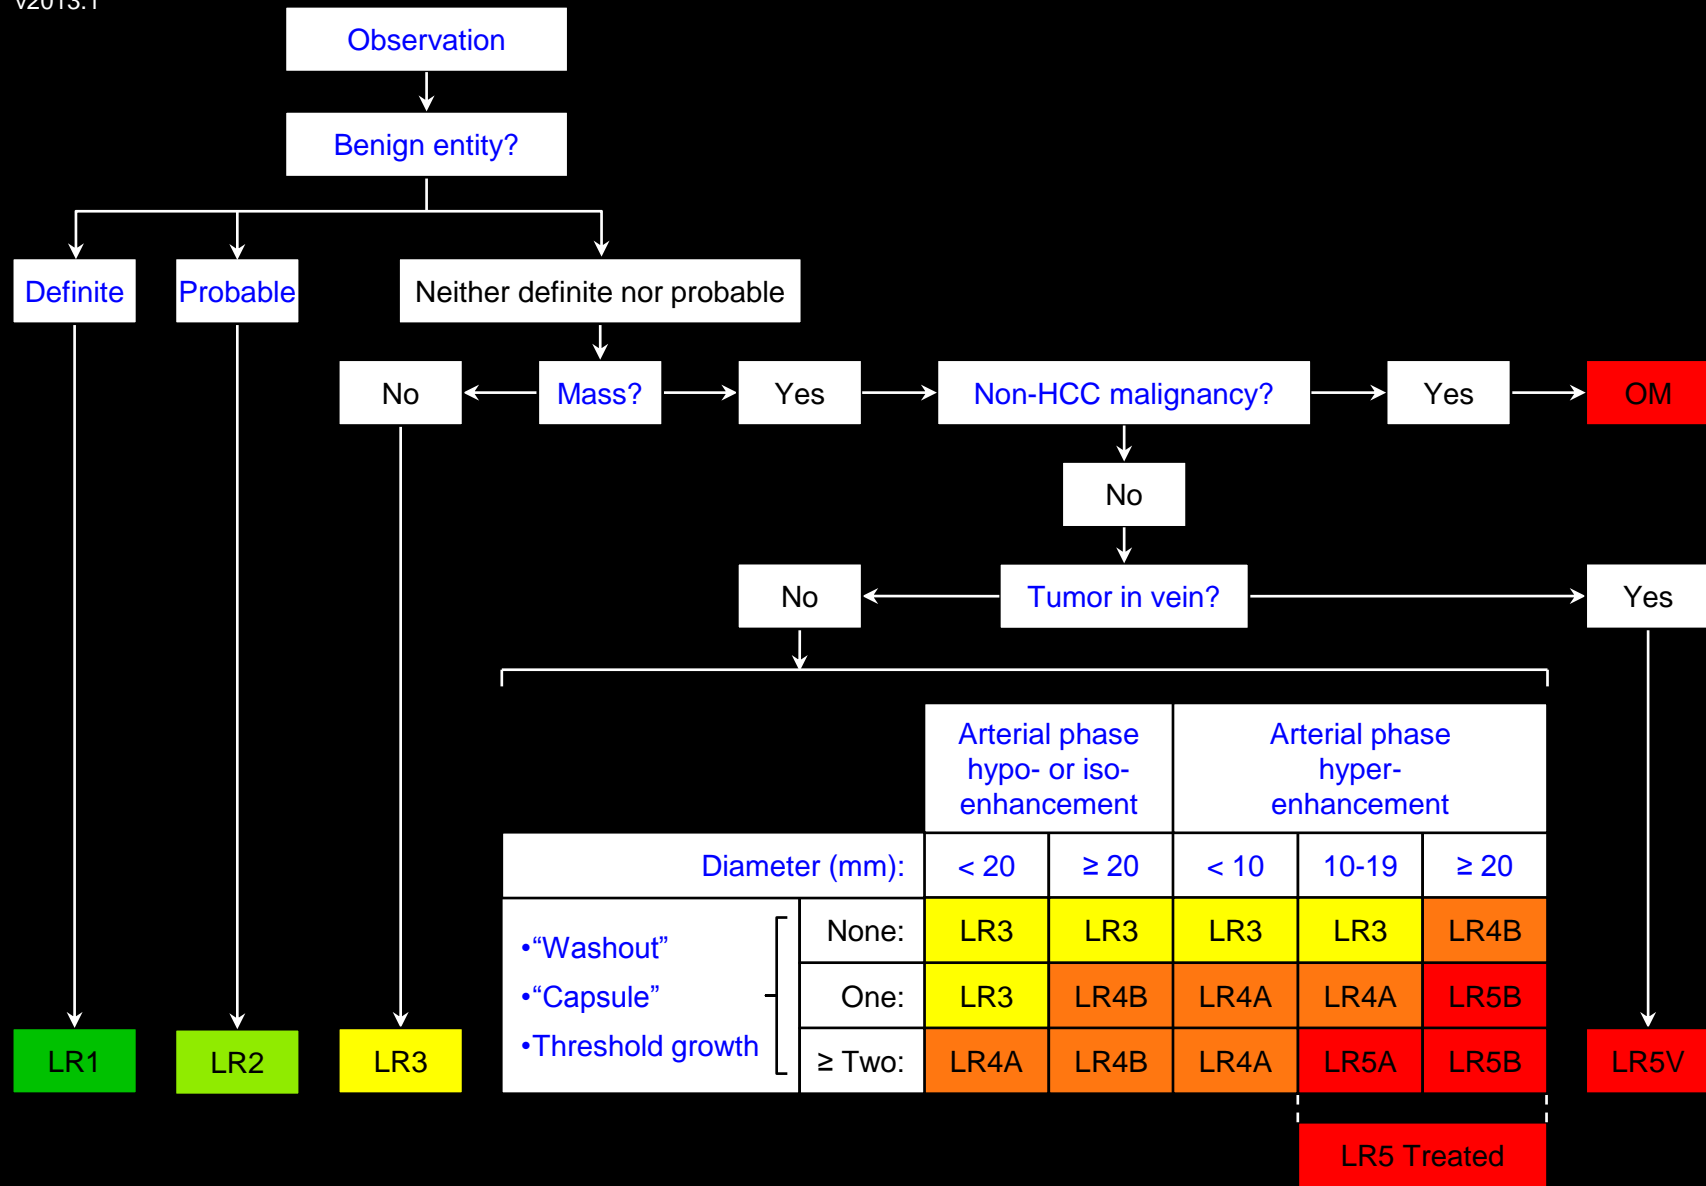 v2013.1
Observation
Benign entity?
Definite
Probable
Neither definite nor probable
No
Mass?
Yes
Non-HCC malignancy?
Yes
OM
No
No
Tumor in vein?
Yes
Arterial phase
hypo- or iso-
enhancement
Arterial phase
hyper-
enhancement
Diameter (mm):
< 20
≥ 20
< 10
10-19
≥ 20
•“Washout”
•“Capsule”
•Threshold growth
None:
LR3
LR3
LR3
LR3
LR4B
One:
LR3
LR4B
LR4A
LR4A
LR5B
≥ Two:
LR4A
LR4B
LR4A
LR5A
LR5B
LR1
LR2
LR3
LR5V
LR5 Treated